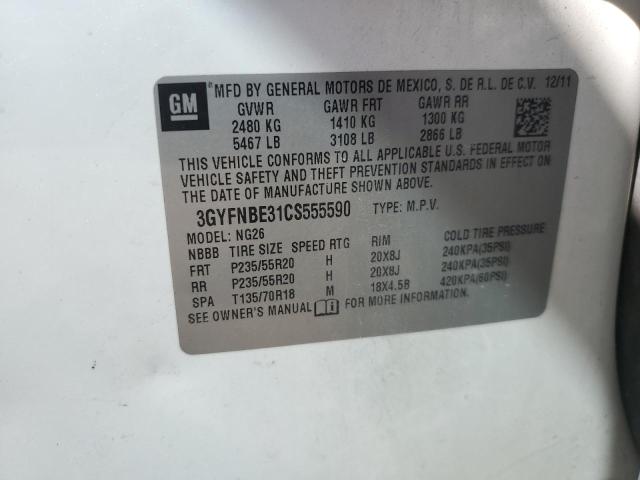 GM
MFD BY GENERAL MOTORS DE MEXICO, S. DE R.L. DE C.V. 12/11
GVWR GAWR FRT GAWR RR
2480 KG 1410 KG 1300 KG
5467 LB 3108 LB 2866 LB
THIS VEHICLE CONFORMS TO ALL APPLICABLE U.S. FEDERAL MOTOR
VEHICLE SAFETY AND THEFT PREVENTION STANDARDS IN EFFECT ON
THE DATE OF MANUFACTURE SHOWN ABOVE.
3GYFNBE31CS555590 TYPE: M.P.V.
MODEL: NG26
NBBB TIRE SIZE SPEED RTG RIM COLD TIRE PRESSURE
FRT P235/55R20 H 20X8J 240KPA(35PSI)
RR P235/55R20 H 20X8J 240KPA(35PSI)
SPA T135/70R18 M 18X4.5B 420KPA(60PSI)
SEE OWNER'S MANUAL FOR MORE INFORMATION.